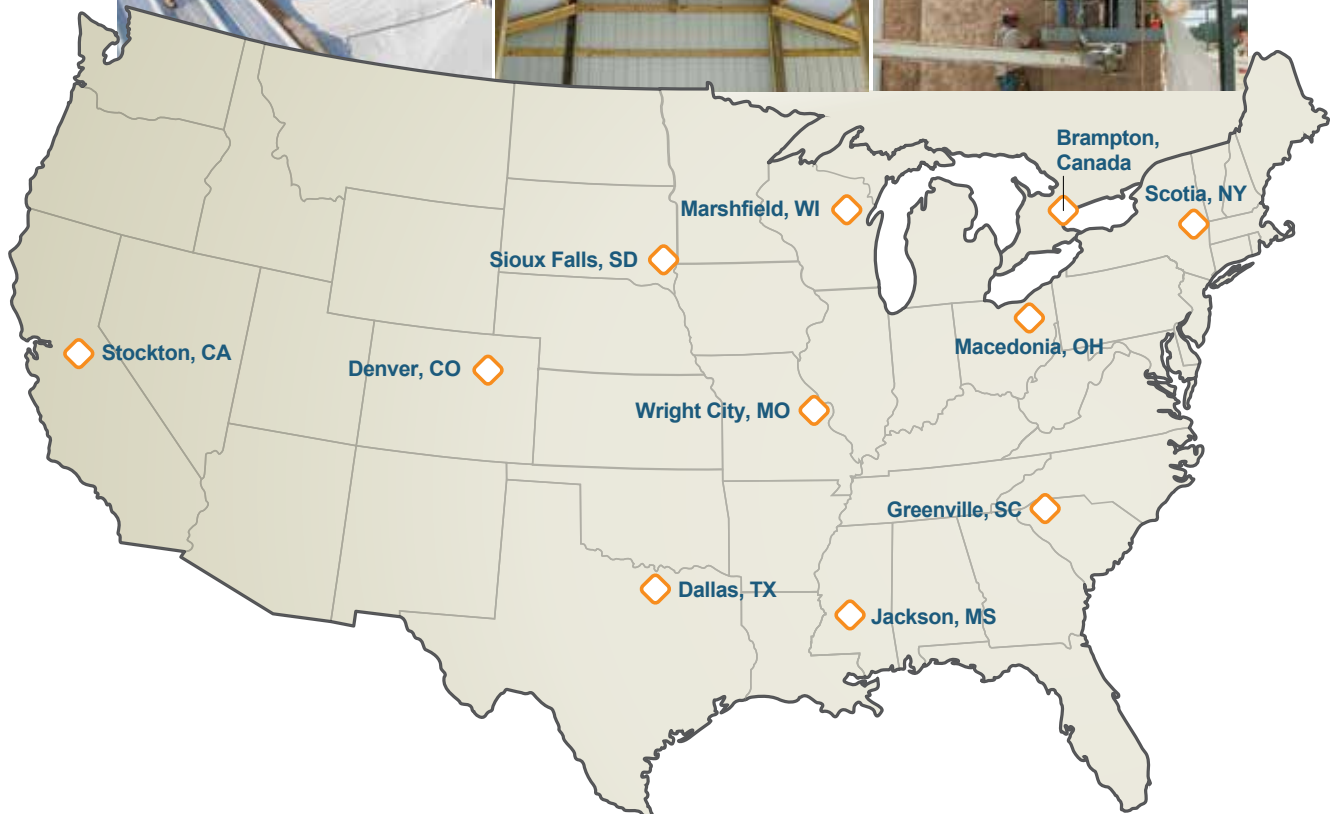 Brampton,
Canada
Scotia, NY
Marshfield, WI
Sioux Falls, SD
Stockton, CA
Denver, CO
Macedonia, OH
Wright City, MO
Greenville, SC
Dallas, TX
Jackson, MS